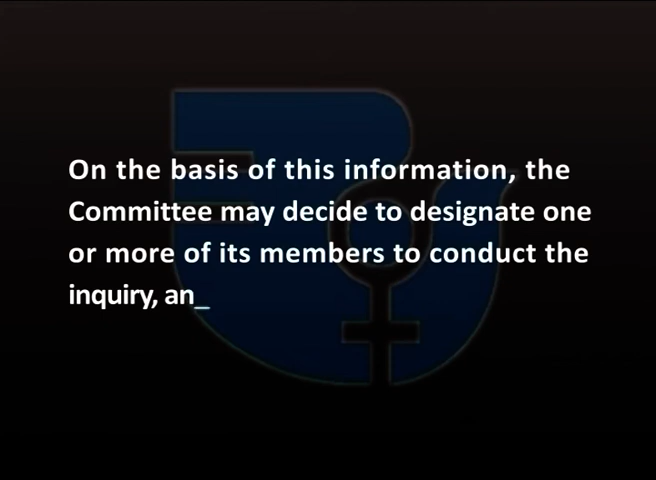 On the basis of this information, the
Committee may decide to designate one
or more of its members to conduct the
inquiry, an_